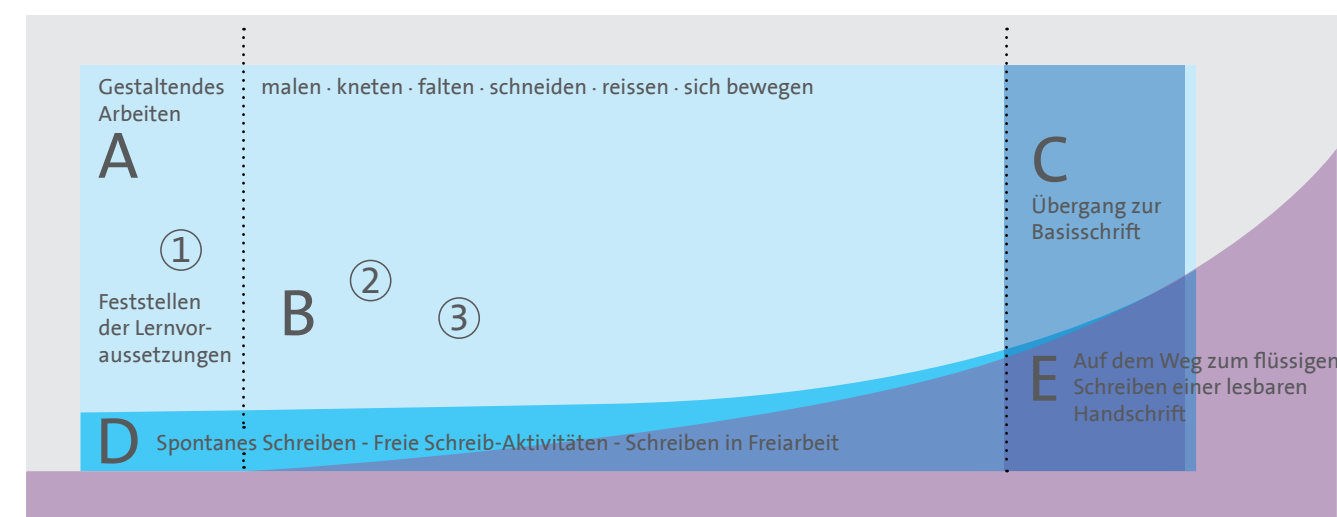 Gestaltendes
Arbeiten
A
malen · kneten · falten · schneiden · reissen · sich bewegen
1
Feststellen
der Lernvor-
aussetzungen
B
2
3
C
Übergang zur
Basisschrift
D
Spontanes Schreiben - Freie Schreib-Aktivitäten - Schreiben in Freiarbeit
E
Auf dem Weg zum flüssigen
Schreiben einer lesbaren
Handschrift